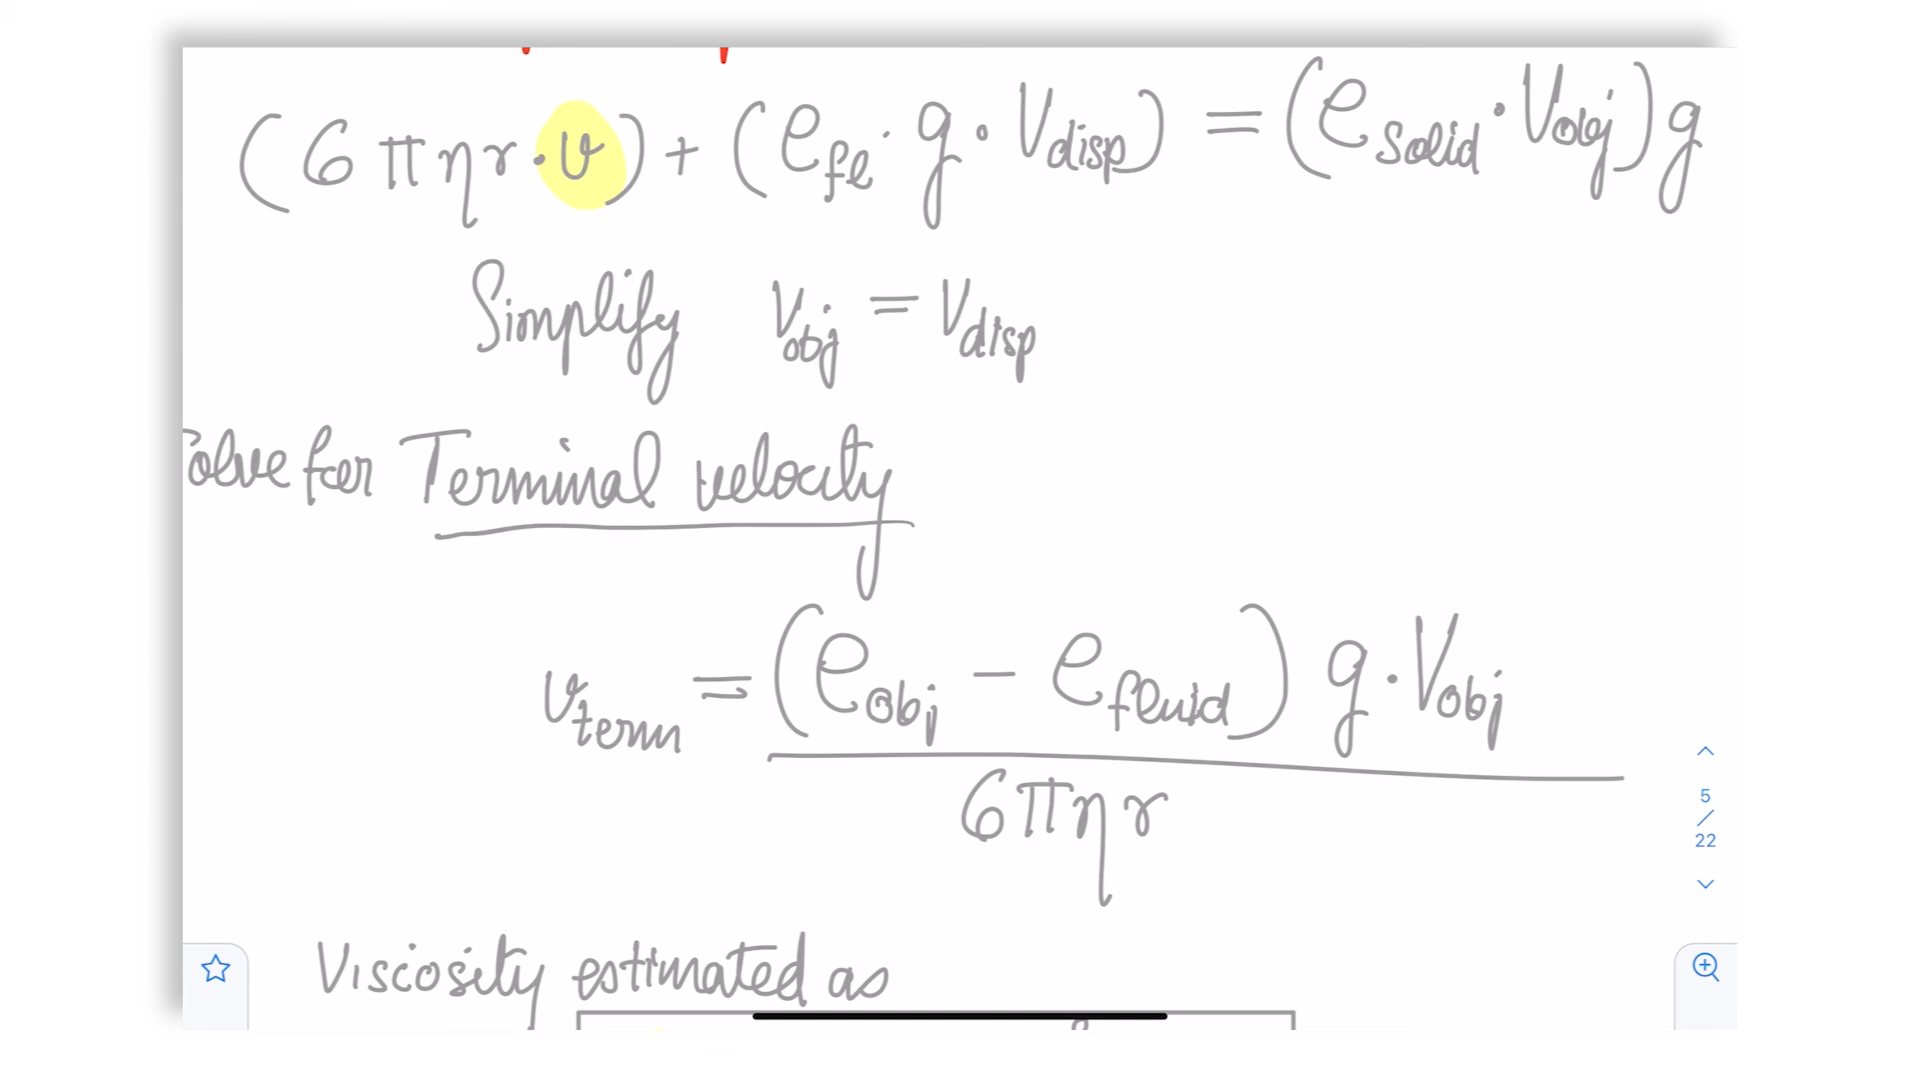 (6πηr·v) + (ρfl · g · Vdisp) = (ρsolid · Vobj) g
Simplify Vobj = Vdisp
Solve for Terminal velocity
vterm = (ρobj − ρfluid) g · Vobj
6πηr
5
/
22
Viscosity estimated as